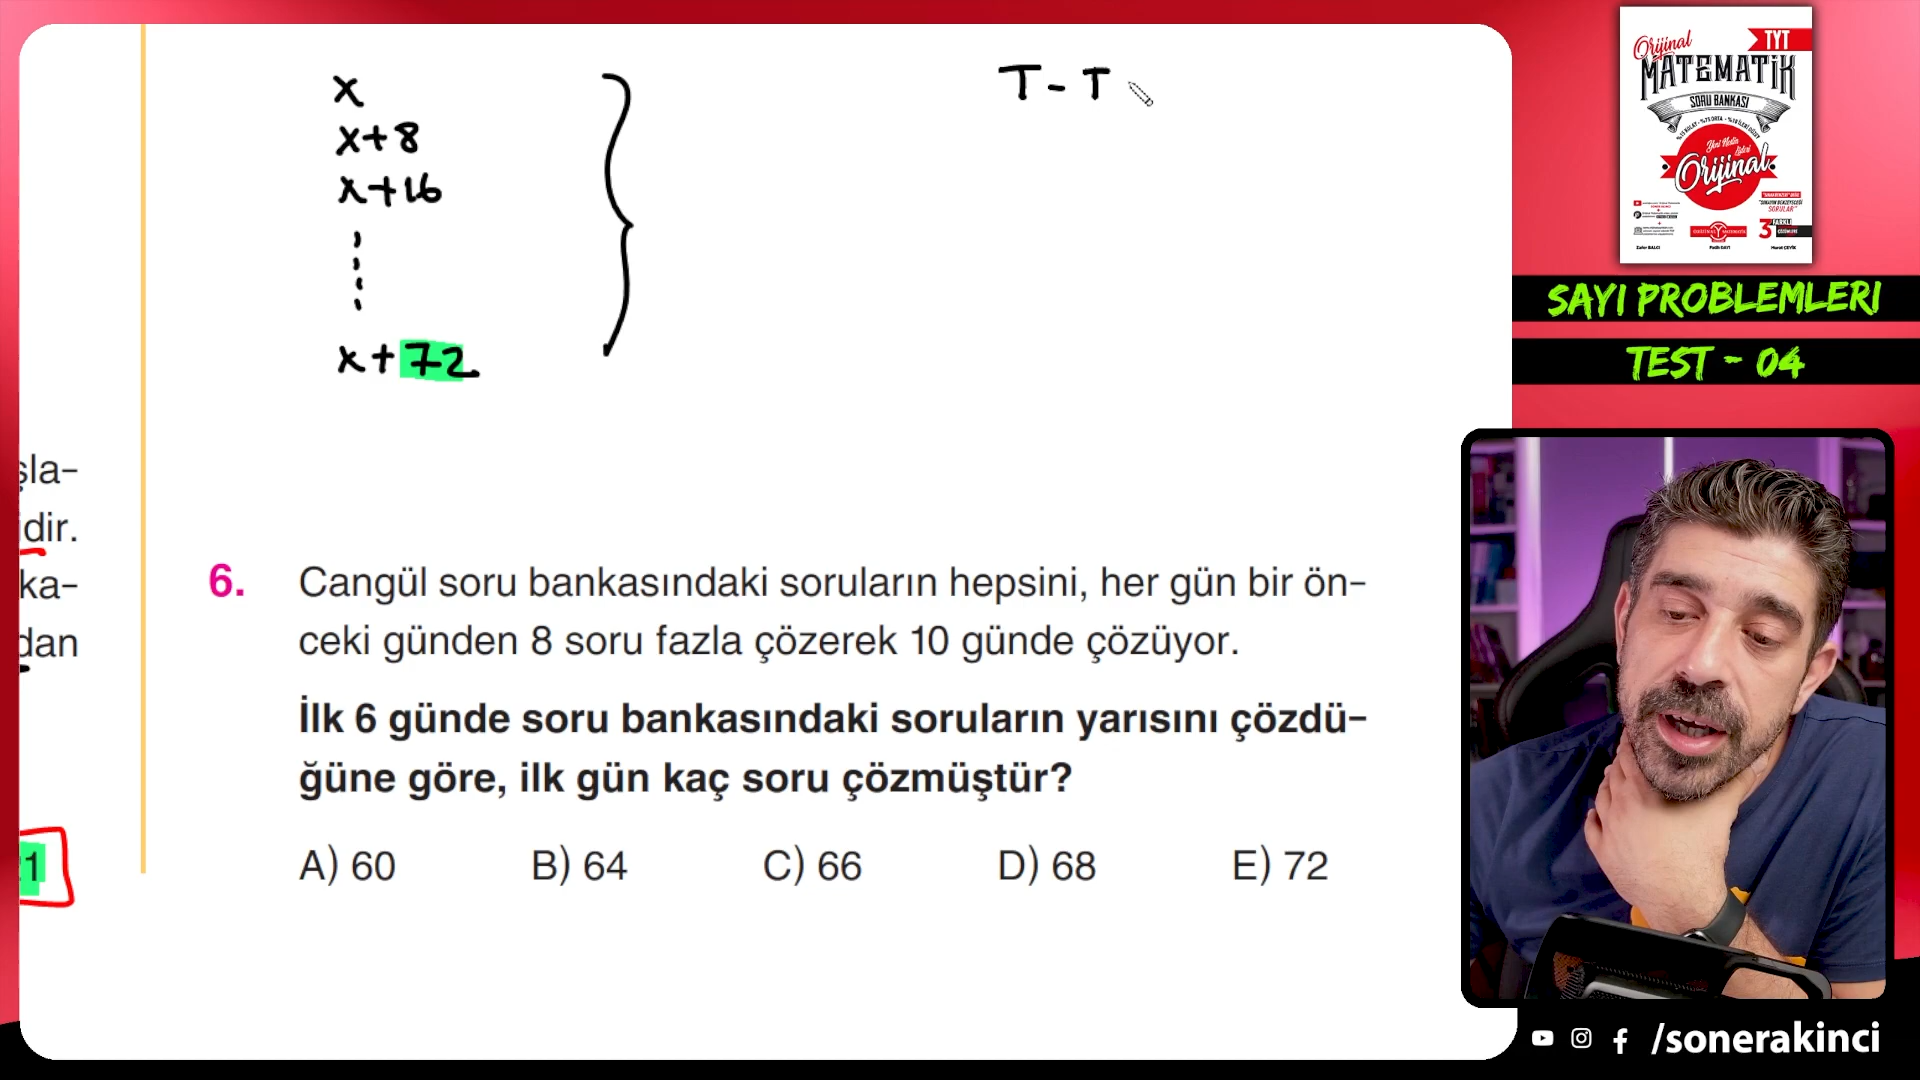 x
x+8
x+16
x+72
T-T
şla-
dir.
ka-
dan
1
6. Cangül soru bankasındaki soruların hepsini, her gün bir ön-
ceki günden 8 soru fazla çözerek 10 günde çözüyor.
İlk 6 günde soru bankasındaki soruların yarısını çözdü-
ğüne göre, ilk gün kaç soru çözmüştür?
A) 60 B) 64 C) 66 D) 68 E) 72
Orijinal
TYT
MATEMATİK
SORU BANKASI
Orijinal
3
SAYI PROBLEMLERI
TEST - 04
/sonerakinci